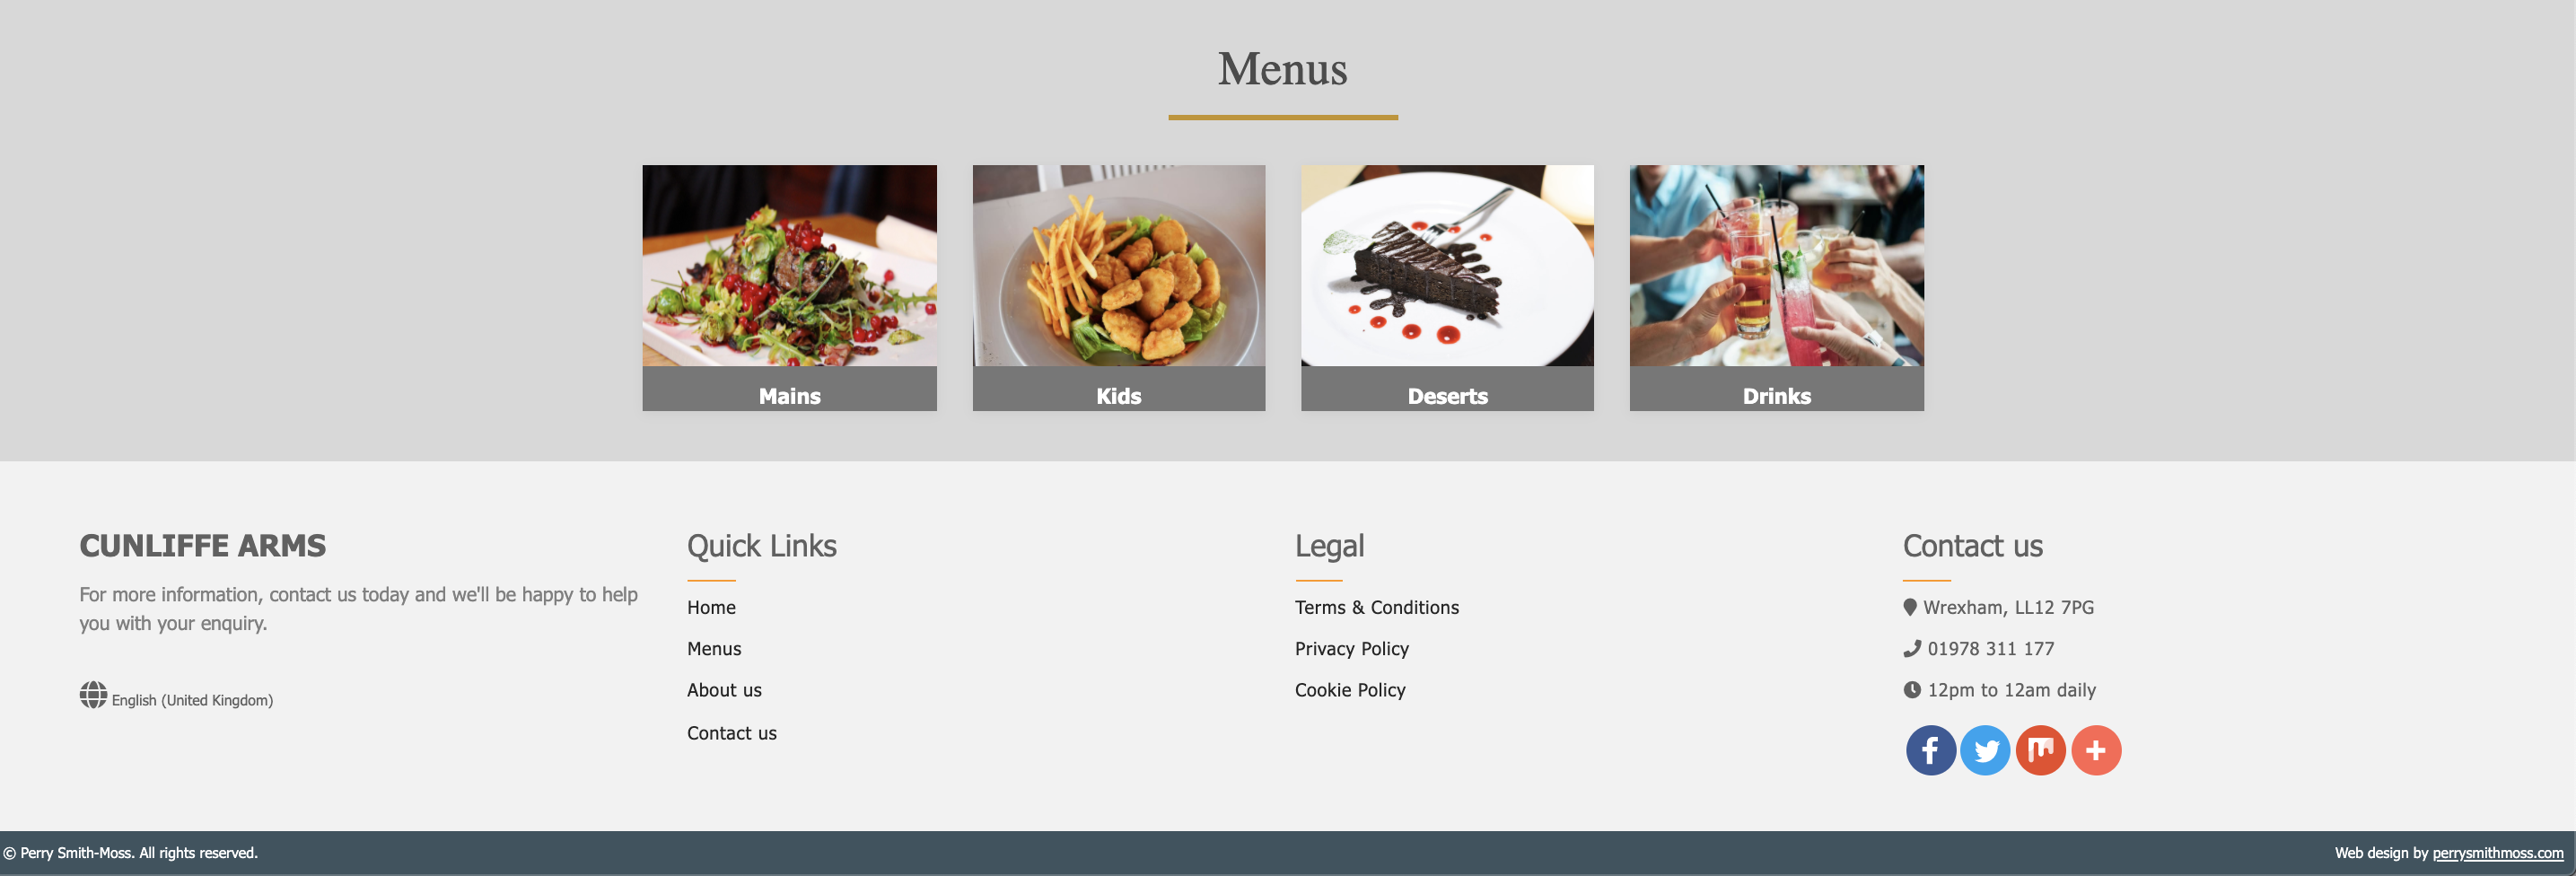 Menus
Mains
Kids
Deserts
Drinks
CUNLIFFE ARMS
For more information, contact us today and we'll be happy to help
you with your enquiry.
English (United Kingdom)
Quick Links
Home
Menus
About us
Contact us
Legal
Terms & Conditions
Privacy Policy
Cookie Policy
Contact us
Wrexham, LL12 7PG
01978 311 177
12pm to 12am daily
© Perry Smith-Moss. All rights reserved.
Web design by perrysmithmoss.com